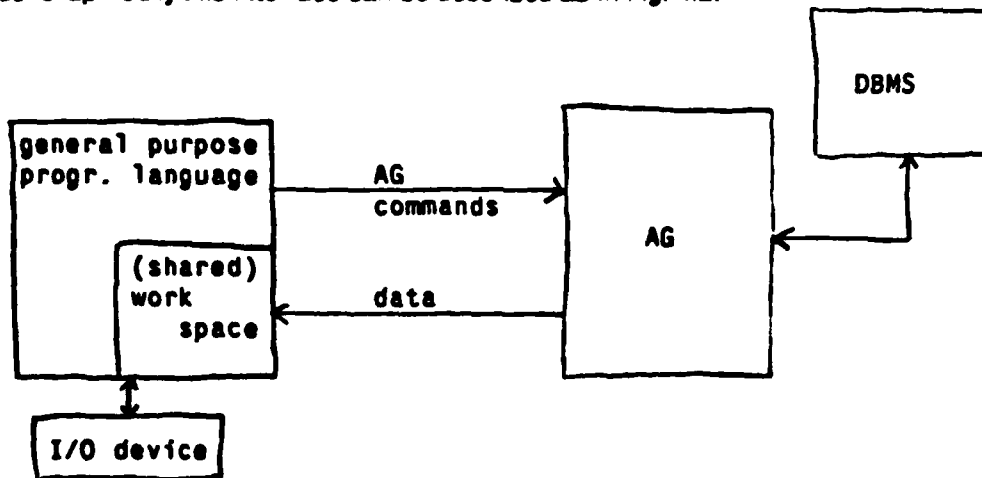 DBMS
general purpose
progr. language
AG
commands
AG
(shared)
work
space
data
I/O device